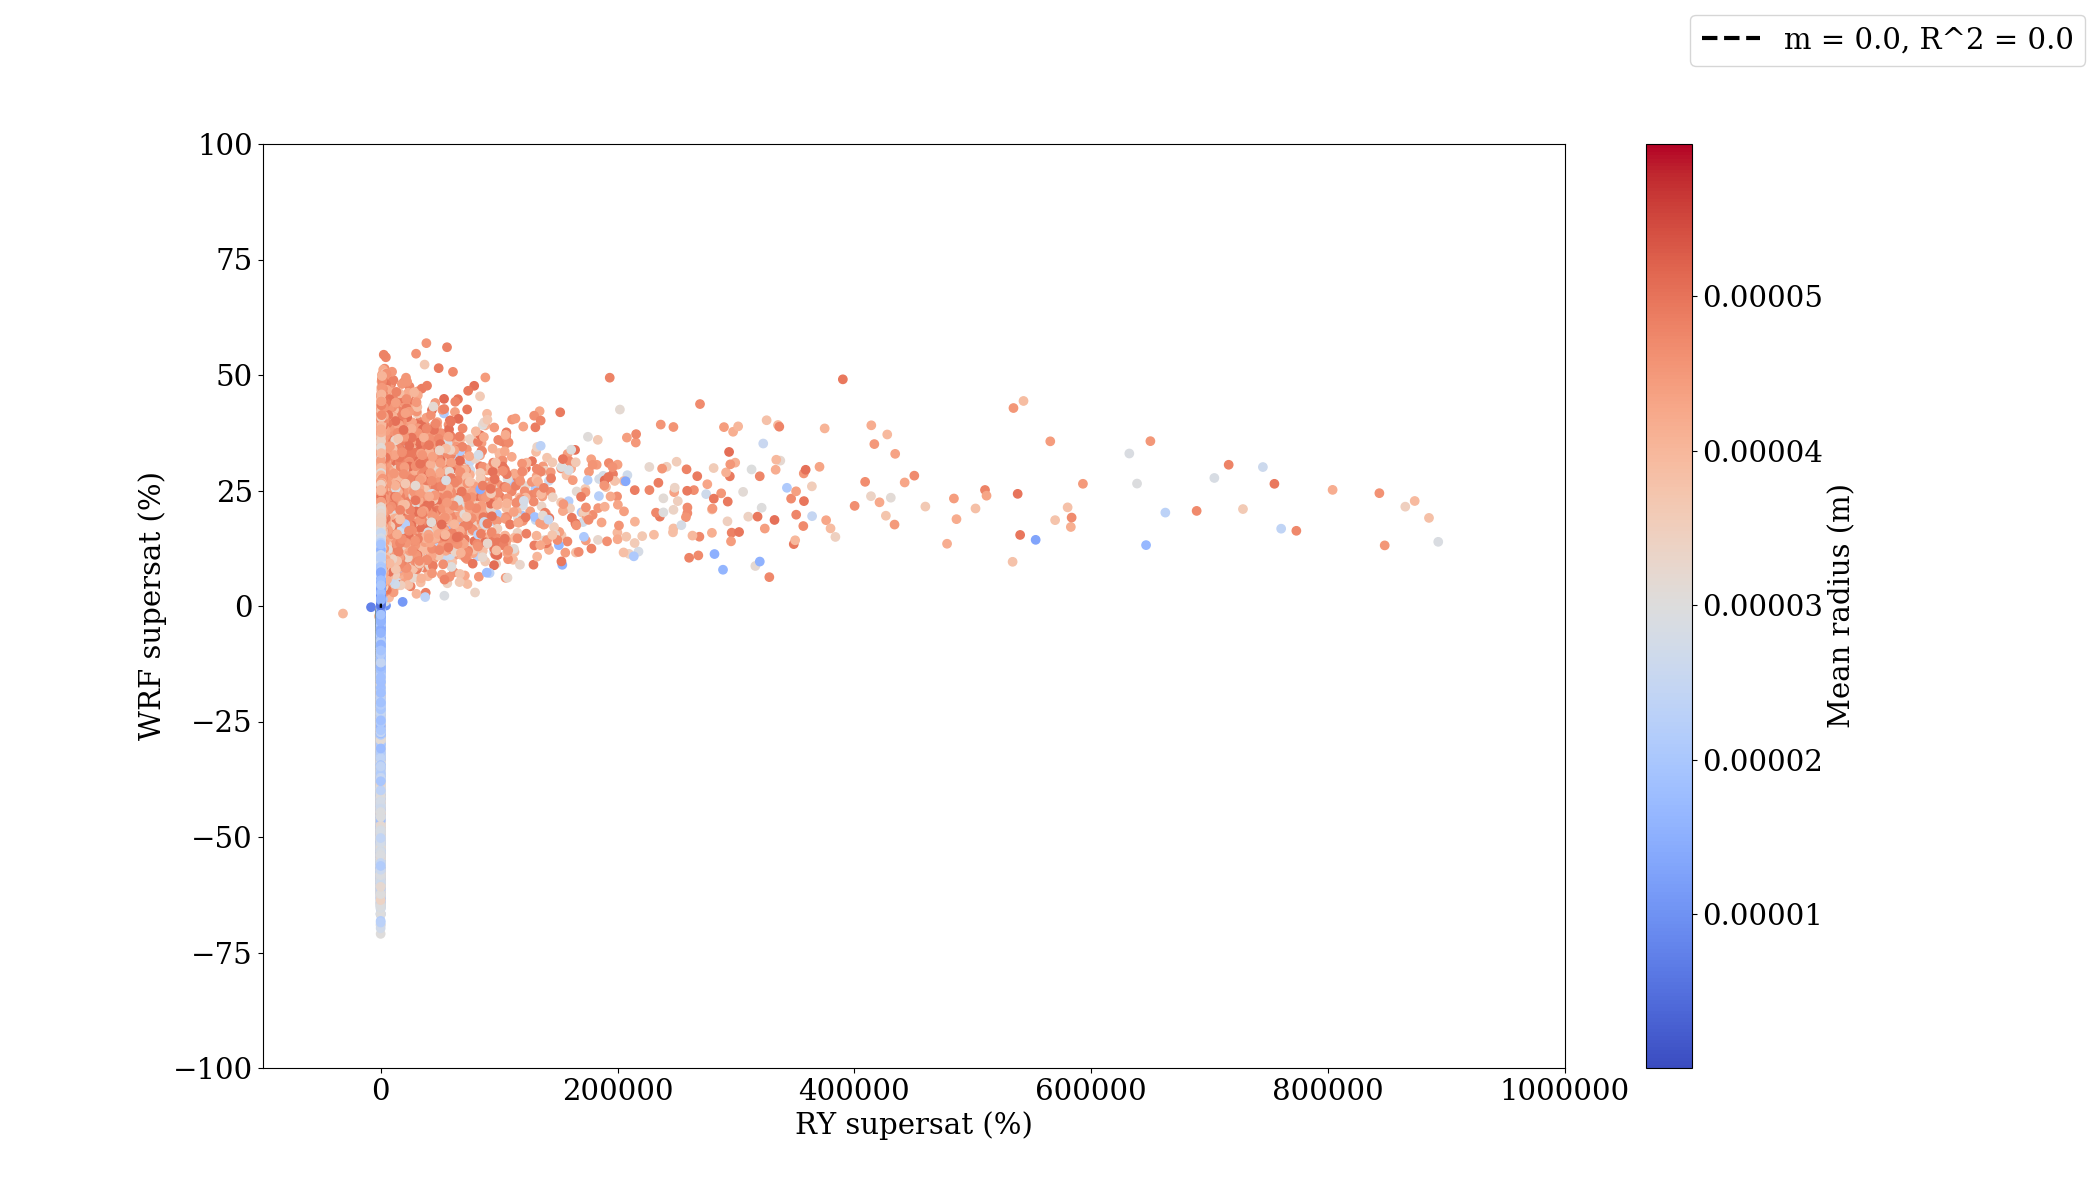 m = 0.0, R^2 = 0.0
100
75
50
25
0
−25
−50
−75
−100
WRF supersat (%)
0 200000 400000 600000 800000 1000000
RY supersat (%)
0.00005
0.00004
0.00003
0.00002
0.00001
Mean radius (m)